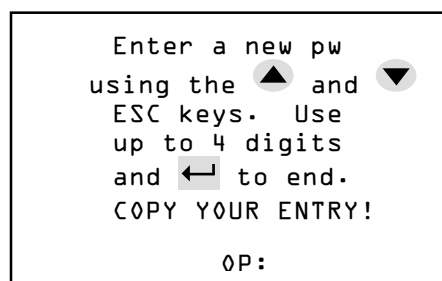 Enter a new pw
using the ▲ and ▼
ESC keys. Use
up to 4 digits
and ↵ to end.
COPY YOUR ENTRY!
OP: